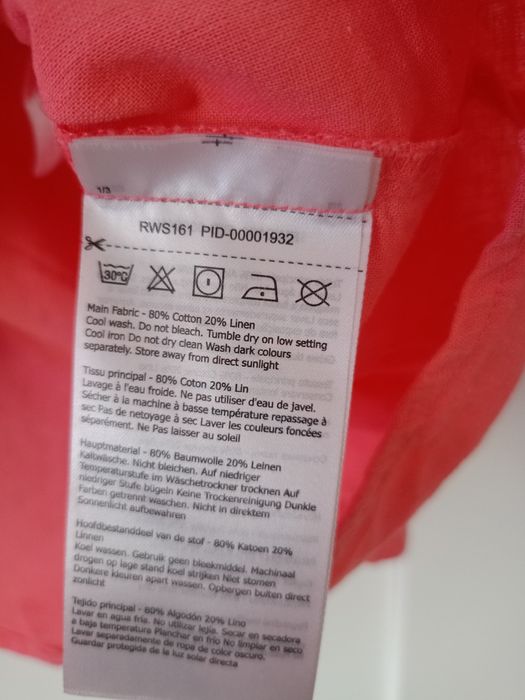 1/3
RWS161 PID-00001932
30°C
Main Fabric - 80% Cotton 20% Linen
Cool wash. Do not bleach. Tumble dry on low setting
Cool iron Do not dry clean Wash dark colours
separately. Store away from direct sunlight
Tissu principal - 80% Coton 20% Lin
Lavage à l'eau froide. Ne pas utiliser d'eau de javel.
Sécher à la machine à basse température repassage à
sec Pas de netoyage à sec Laver les couleurs foncées
séparément. Ne Pas laisser au soleil
Hauptmaterial - 80% Baumwolle 20% Leinen
Kaltwäsche. Nicht bleichen. Auf niedriger
Temperaturstufe im Wäschetrockner trocknen Auf
niedriger Stufe bügeln Keine Trockenreinigung Dunkle
Farben getrennt waschen. Nicht in direktem
Sonnenlicht aufbewahren
Hoofdbestanddeel van de stof - 80% Katoen 20%
Linnen
Koel wassen. Gebruik geen bleekmiddel. Machinaal
drogen op lage stand koel strijken Niet stomen
Donkere kleuren apart wassen. Opbergen buiten direct
zonlicht
Tejido principal - 80% Algodón 20% Lino
Lavar en agua fría. No utilizar lejía. Secar en secadora
a baja temperature Planchar en frío No limpiar en seco
Lavar separadamente de ropa de color oscuro.
Guardar protegida de la luz solar directa